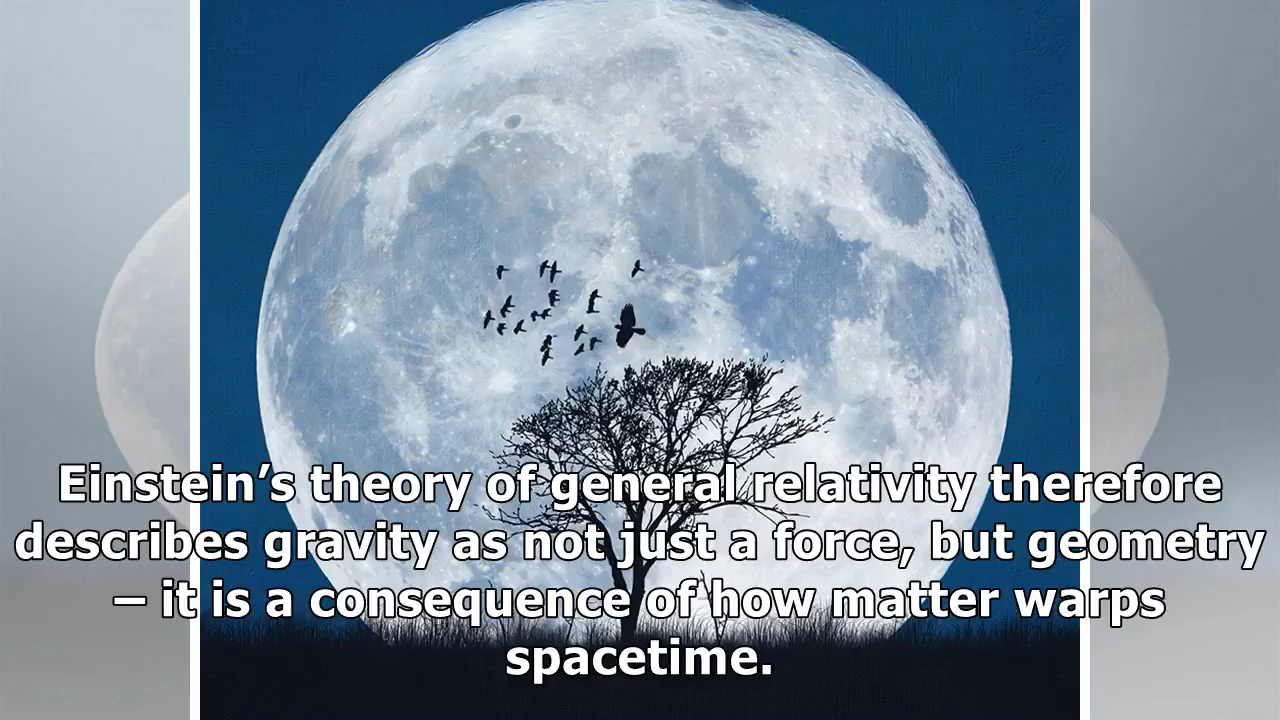 Einstein’s theory of general relativity therefore
describes gravity as not just a force, but geometry
– it is a consequence of how matter warps
spacetime.